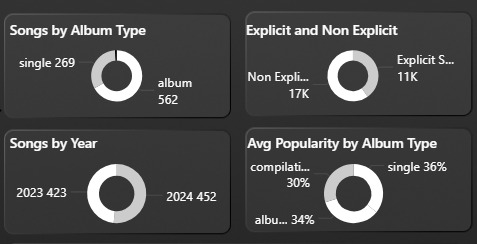 Songs by Album Type
single 269
album
562
Explicit and Non Explicit
Explicit S...
11K
Non Expli...
17K
Songs by Year
2023 423
2024 452
Avg Popularity by Album Type
compilati...
30%
single 36%
albu... 34%